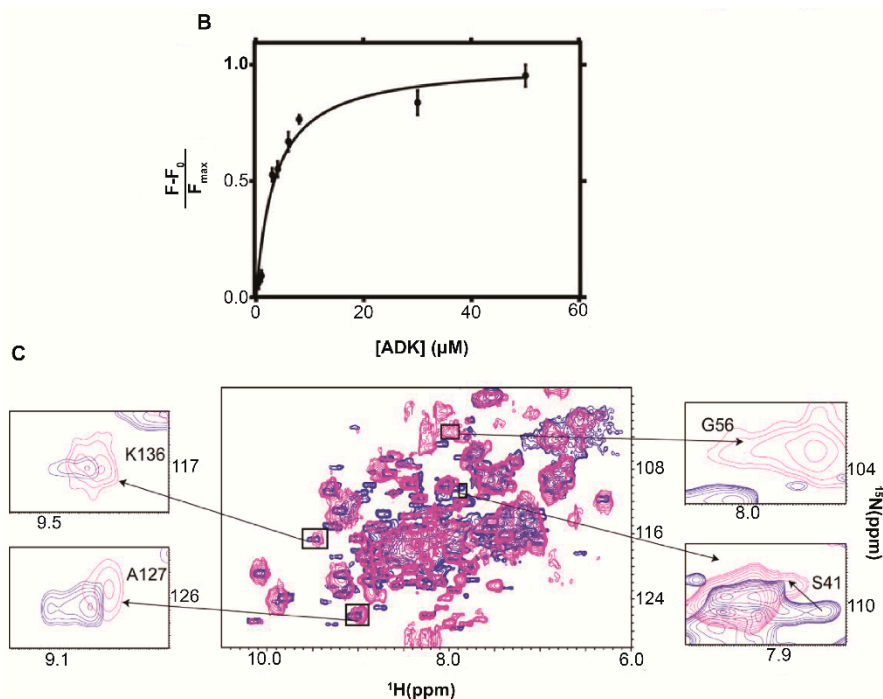 B
1.0
0.5
0.0
F-F0
Fmax
0 20 40 60
[ADK] (μM)
C
K136
117
9.5
A127
126
9.1
108
116
124
10.0 8.0 6.0
¹H(ppm)
¹⁵N(ppm)
G56
104
8.0
S41
110
7.9